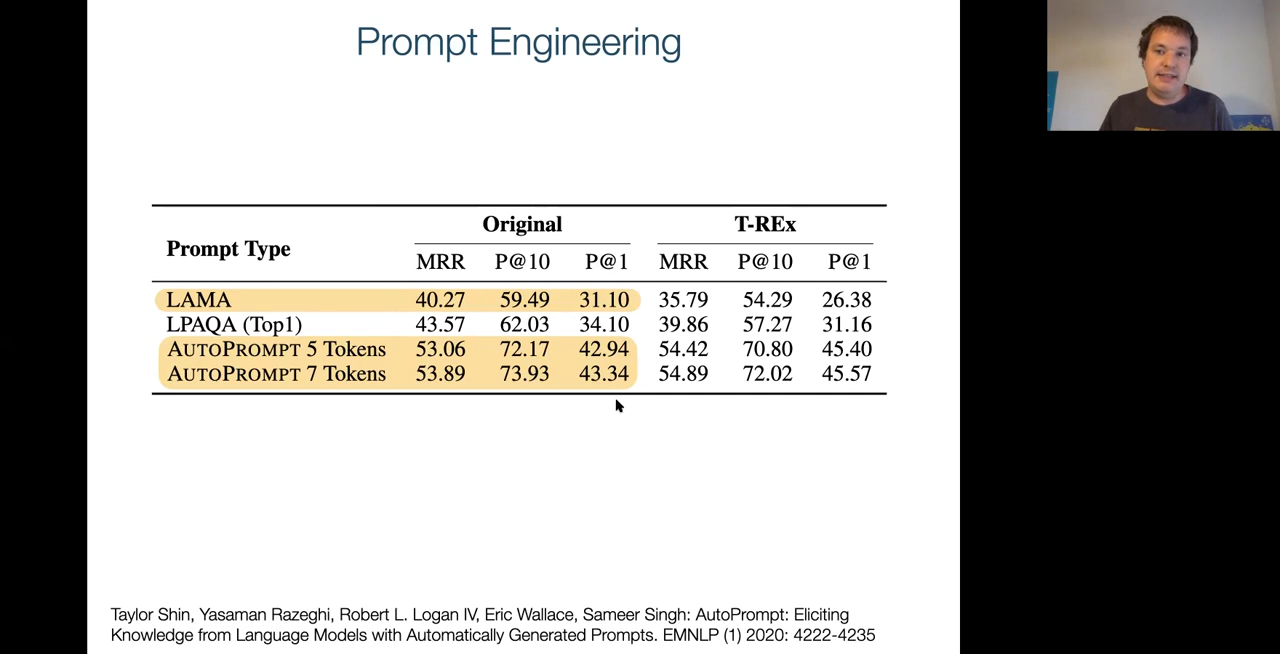 Prompt Engineering
Original T-REx
Prompt Type
MRR P@10 P@1 MRR P@10 P@1
LAMA 40.27 59.49 31.10 35.79 54.29 26.38
LPAQA (Top1) 43.57 62.03 34.10 39.86 57.27 31.16
AUTOPROMPT 5 Tokens 53.06 72.17 42.94 54.42 70.80 45.40
AUTOPROMPT 7 Tokens 53.89 73.93 43.34 54.89 72.02 45.57
Taylor Shin, Yasaman Razeghi, Robert L. Logan IV, Eric Wallace, Sameer Singh: AutoPrompt: Eliciting
Knowledge from Language Models with Automatically Generated Prompts. EMNLP (1) 2020: 4222-4235